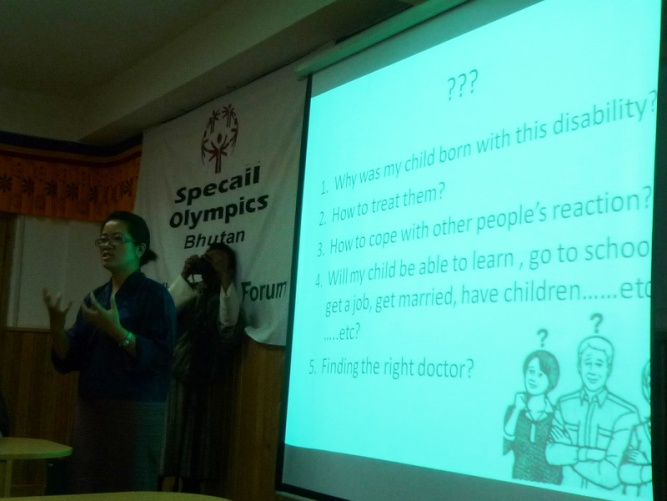 Specail
Olympics
Bhutan
Forum
???
1. Why was my child born with this disability?
2. How to treat them?
3. How to cope with other people's reaction?
4. Will my child be able to learn , go to schoo
get a job, get married, have children......etc
.....etc?
5. Finding the right doctor?
? ?